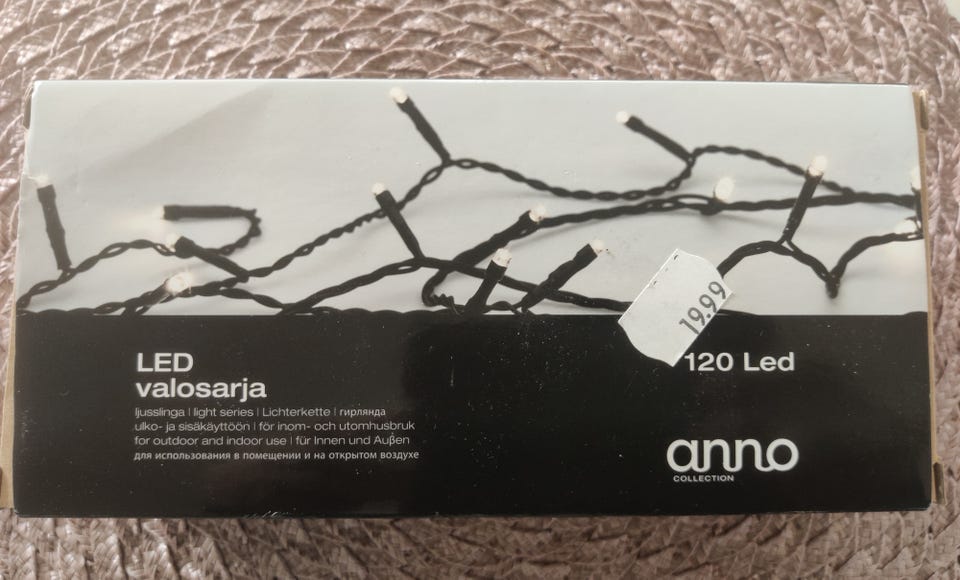 19.99
LED
valosarja
ljusslinga | light series | Lichterkette | гирлянда
ulko- ja sisäkäyttöön | för inom- och utomhusbruk
for outdoor and indoor use | für Innen und Außen
для использования в помещении и на открытом воздухе
120 Led
anno
COLLECTION